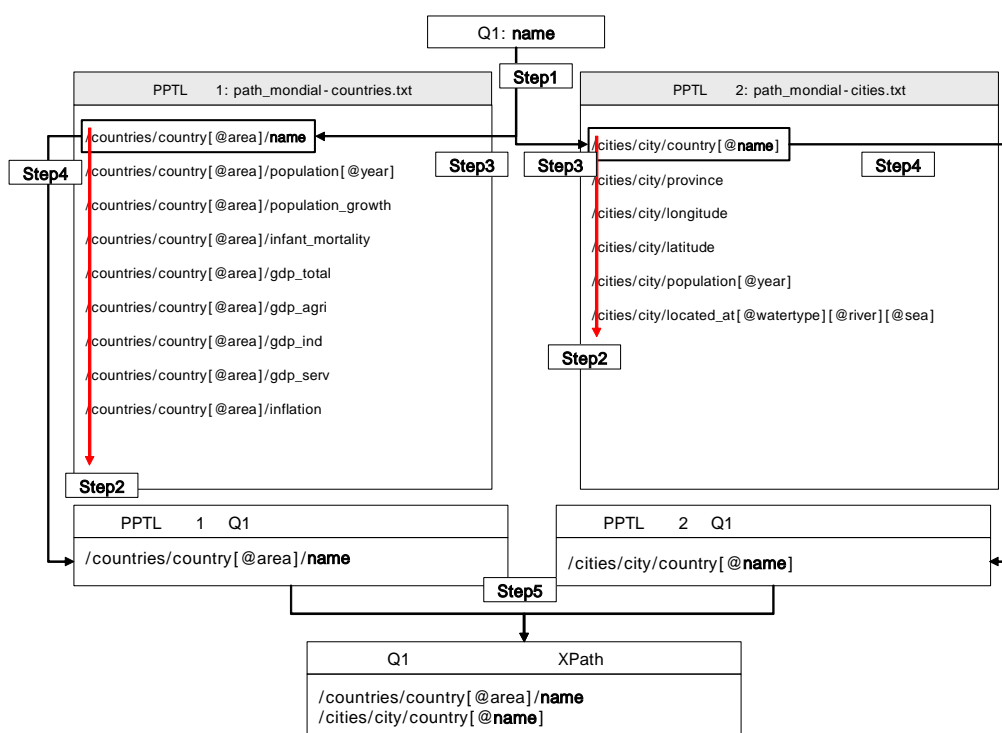 Q1: name
Step1
PPTL 1: path_mondial-countries.txt
/countries/country[@area]/name
/countries/country[@area]/population[@year]
/countries/country[@area]/population_growth
/countries/country[@area]/infant_mortality
/countries/country[@area]/gdp_total
/countries/country[@area]/gdp_agri
/countries/country[@area]/gdp_ind
/countries/country[@area]/gdp_serv
/countries/country[@area]/inflation
Step4
Step3
Step2
PPTL 2: path_mondial-cities.txt
/cities/city/country[@name]
/cities/city/province
/cities/city/longitude
/cities/city/latitude
/cities/city/population[@year]
/cities/city/located_at[@watertype][@river][@sea]
Step3
Step4
Step2
PPTL 1 Q1
/countries/country[@area]/name
PPTL 2 Q1
/cities/city/country[@name]
Step5
Q1 XPath
/countries/country[@area]/name
/cities/city/country[@name]